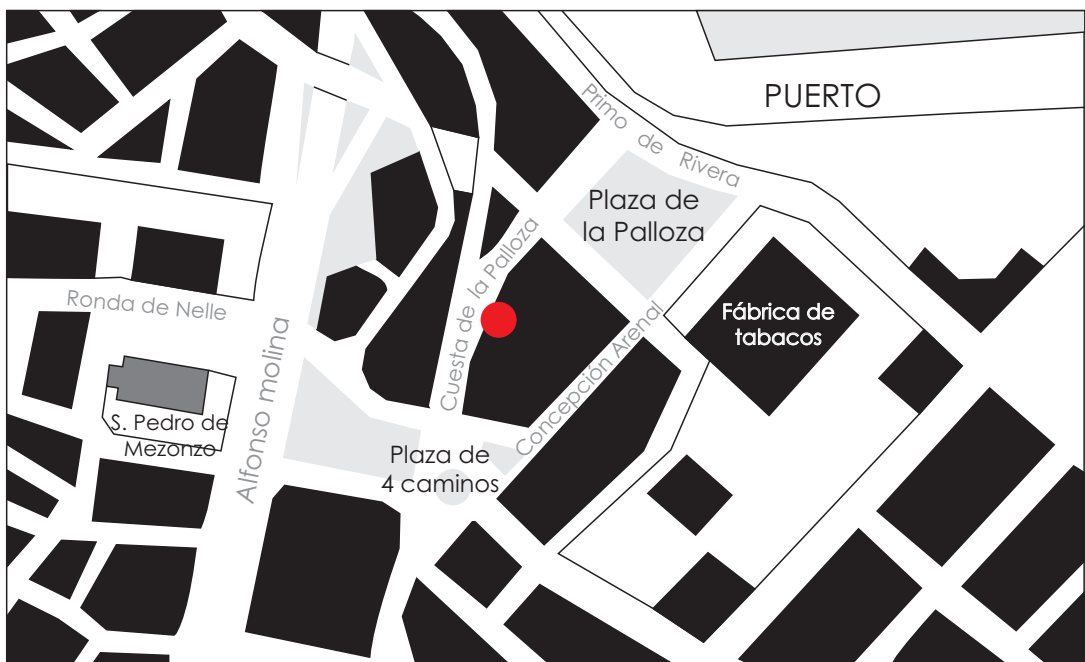 PUERTO
Primo de Rivera
Plaza de
la Palloza
Cuesta de la Palloza
Ronda de Nelle
Fábrica de
tabacos
Concepción Arenal
Alfonso molina
S. Pedro de
Mezonzo
Plaza de
4 caminos